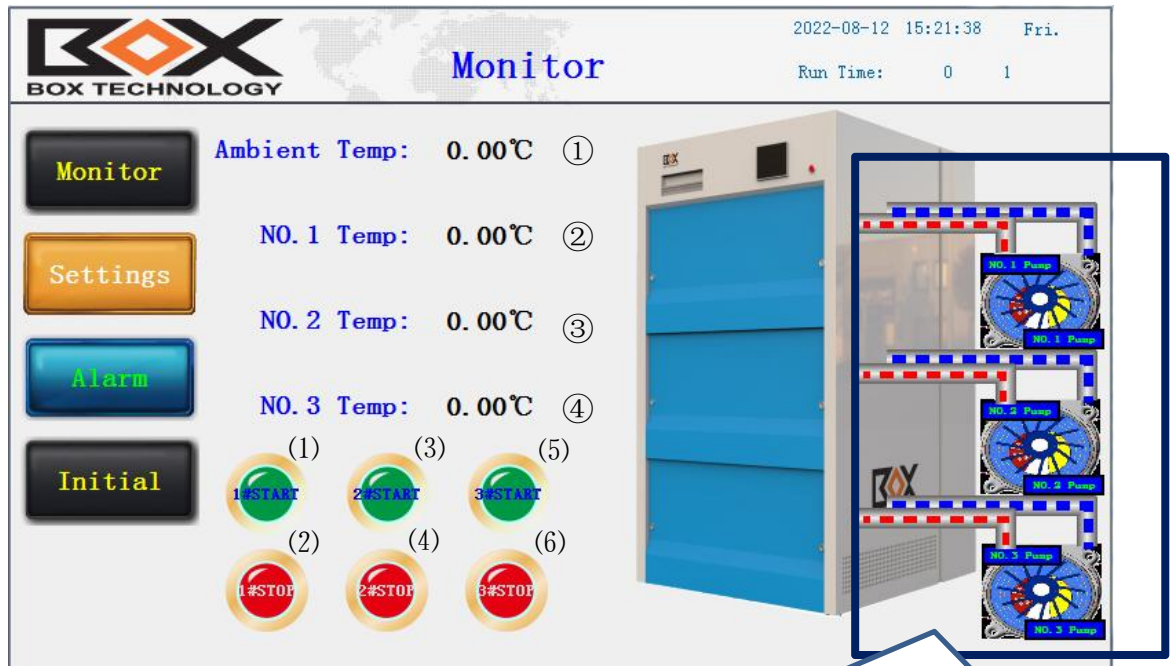 BOX
BOX TECHNOLOGY
Monitor
2022-08-12 15:21:38 Fri.
Run Time: 0 1
Monitor
Settings
Alarm
Initial
Ambient Temp: 0.00℃ ①
NO.1 Temp: 0.00℃ ②
NO.2 Temp: 0.00℃ ③
NO.3 Temp: 0.00℃ ④
(1) (3) (5)
1#START 2#START 3#START
(2) (4) (6)
1#STOP 2#STOP 3#STOP
BOX
BOX
NO.1 Pump
NO.1 Pump
NO.2 Pump
NO.2 Pump
NO.3 Pump
NO.3 Pump